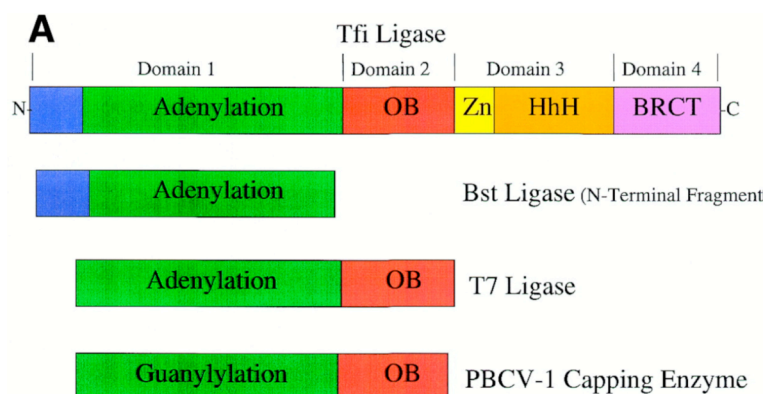 A
Tfi Ligase
Domain 1 Domain 2 Domain 3 Domain 4
N- Adenylation OB Zn HhH BRCT -C
Adenylation Bst Ligase (N-Terminal Fragment
Adenylation OB T7 Ligase
Guanylylation OB PBCV-1 Capping Enzyme